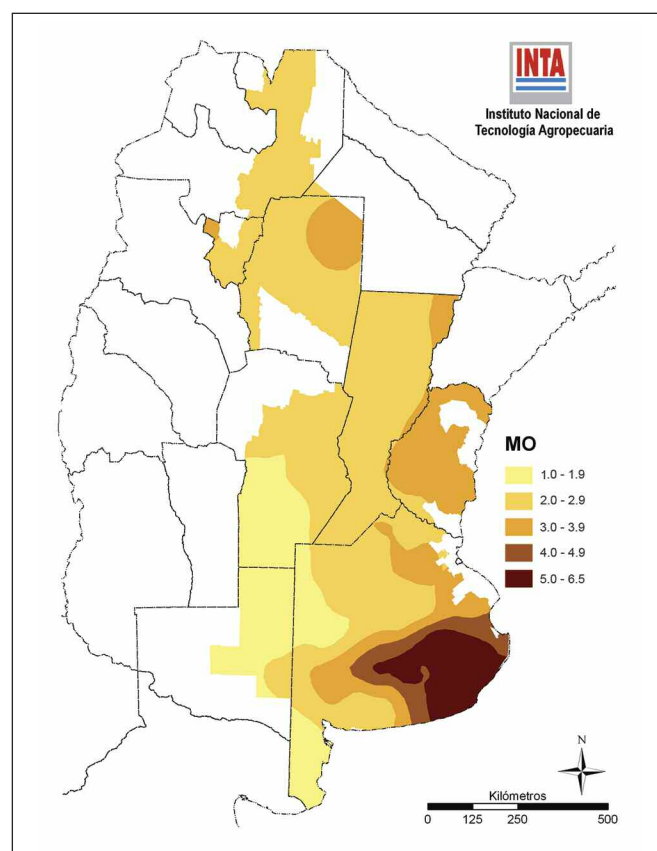 INTA
Instituto Nacional de
Tecnología Agropecuaria
MO
1.0 - 1.9
2.0 - 2.9
3.0 - 3.9
4.0 - 4.9
5.0 - 6.5
N
Kilómetros
0 125 250 500